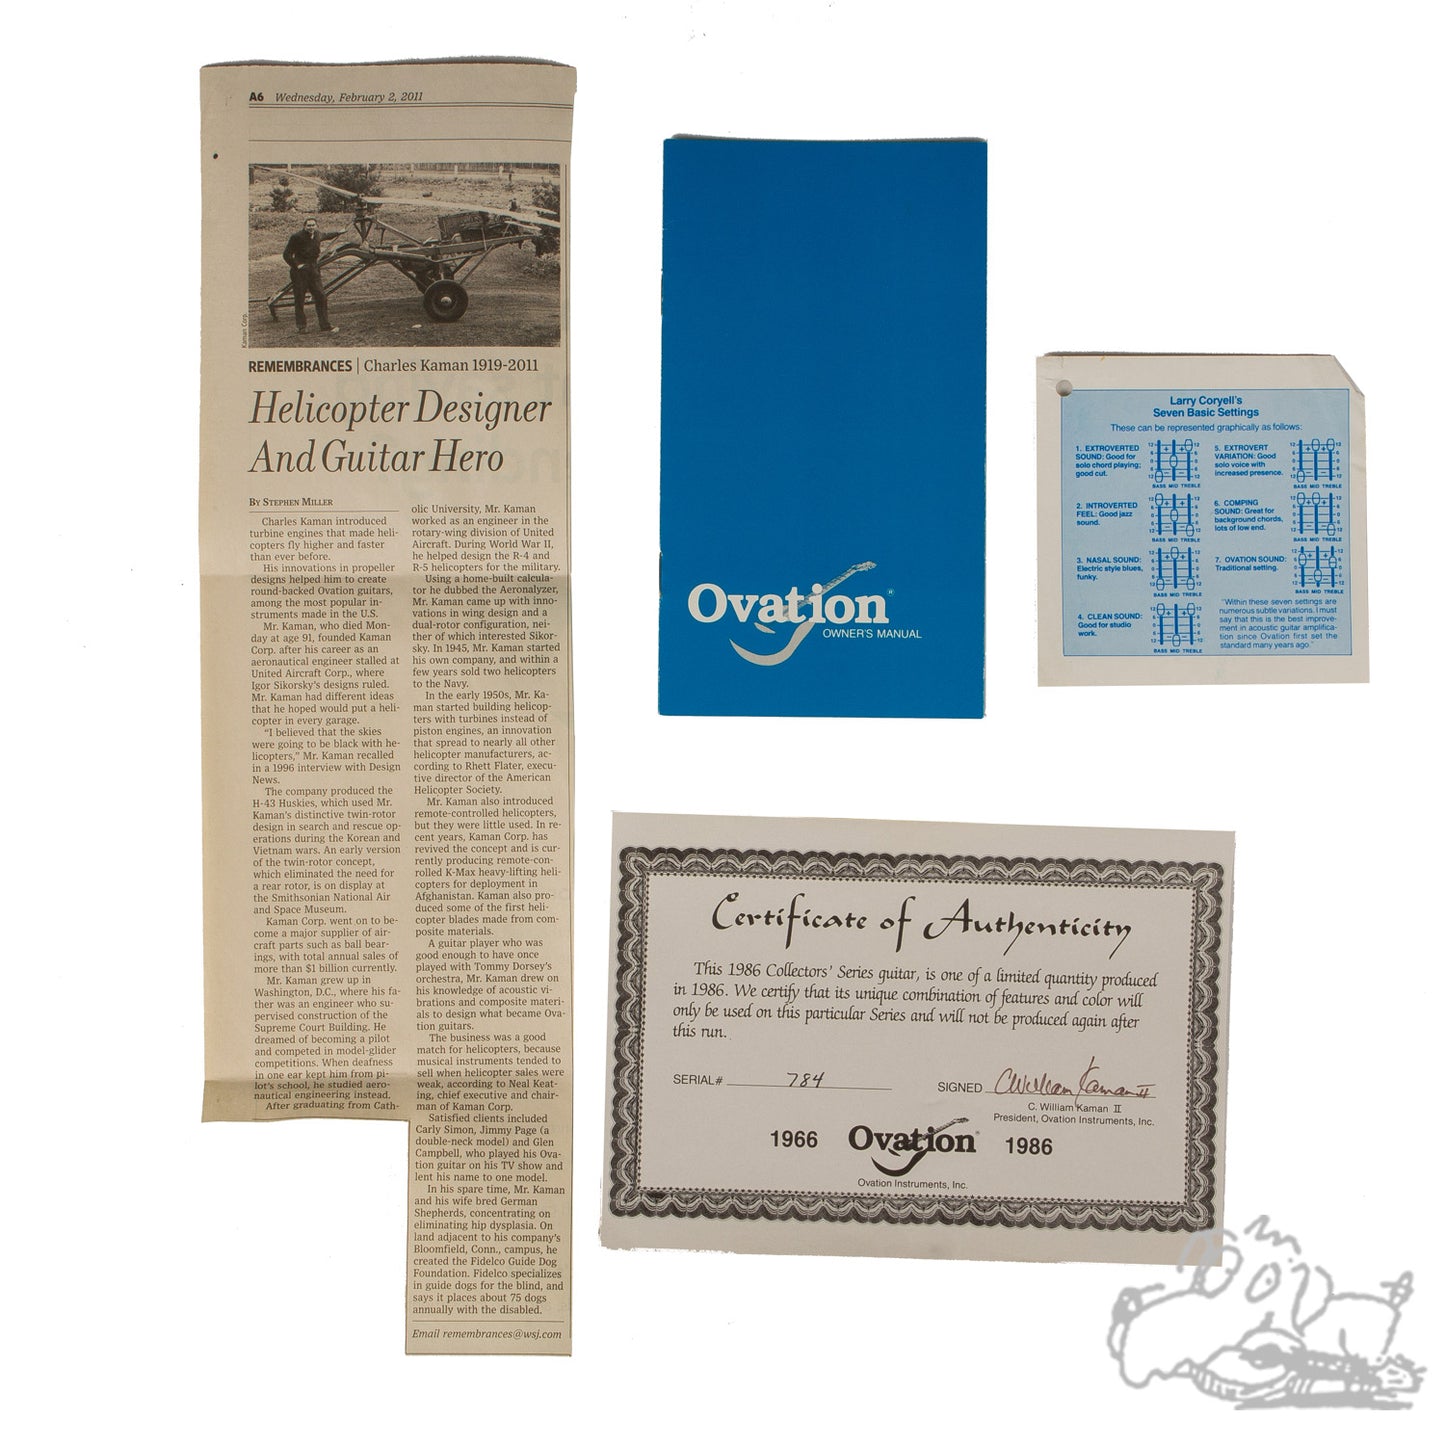 A6 Wednesday, February 2, 2011
Kaman Corp.
REMEMBRANCES | Charles Kaman 1919-2011
Helicopter Designer
And Guitar Hero
BY STEPHEN MILLER
Charles Kaman introduced
turbine engines that made heli-
copters fly higher and faster
than ever before.
His innovations in propeller
designs helped him to create
round-backed Ovation guitars,
among the most popular in-
struments made in the U.S.
Mr. Kaman, who died Mon-
day at age 91, founded Kaman
Corp. after his career as an
aeronautical engineer stalled at
United Aircraft Corp., where
Igor Sikorsky's designs ruled.
Mr. Kaman had different ideas
that he hoped would put a heli-
copter in every garage.
"I believed that the skies
were going to be black with he-
licopters," Mr. Kaman recalled
in a 1996 interview with Design
News.
The company produced the
H-43 Huskies, which used Mr.
Kaman's distinctive twin-rotor
design in search and rescue op-
erations during the Korean and
Vietnam wars. An early version
of the twin-rotor concept,
which eliminated the need for
a rear rotor, is on display at
the Smithsonian National Air
and Space Museum.
Kaman Corp. went on to be-
come a major supplier of air-
craft parts such as ball bear-
ings, with total annual sales of
more than $1 billion currently.
Mr. Kaman grew up in
Washington, D.C., where his fa-
ther was an engineer who su-
pervised construction of the
Supreme Court Building. He
dreamed of becoming a pilot
and competed in model-glider
competitions. When deafness
in one ear kept him from pi-
lot's school, he studied aero-
nautical engineering instead.
After graduating from Cath-
olic University, Mr. Kaman
worked as an engineer in the
rotary-wing division of United
Aircraft. During World War II,
he helped design the R-4 and
R-5 helicopters for the military.
Using a home-built calcula-
tor he dubbed the Aeronalyzer,
Mr. Kaman came up with inno-
vations in wing design and a
dual-rotor configuration, nei-
ther of which interested Sikor-
sky. In 1945, Mr. Kaman started
his own company, and within a
few years sold two helicopters
to the Navy.
In the early 1950s, Mr. Ka-
man started building helicop-
ters with turbines instead of
piston engines, an innovation
that spread to nearly all other
helicopter manufacturers, ac-
cording to Rhett Flater, execu-
tive director of the American
Helicopter Society.
Mr. Kaman also introduced
remote-controlled helicopters,
but they were little used. In re-
cent years, Kaman Corp. has
revived the concept and is cur-
rently producing remote-con-
trolled K-Max heavy-lifting heli-
copters for deployment in
Afghanistan. Kaman also pro-
duced some of the first heli-
copter blades made from com-
posite materials.
A guitar player who was
good enough to have once
played with Tommy Dorsey's
orchestra, Mr. Kaman drew on
his knowledge of acoustic vi-
brations and composite materi-
als to design what became Ova-
tion guitars.
The business was a good
match for helicopters, because
musical instruments tended to
sell when helicopter sales were
weak, according to Neal Keat-
ing, chief executive and chair-
man of Kaman Corp.
Satisfied clients included
Carly Simon, Jimmy Page (a
double-neck model) and Glen
Campbell, who played his Ova-
tion guitar on his TV show and
lent his name to one model.
In his spare time, Mr. Kaman
and his wife bred German
Shepherds, concentrating on
eliminating hip dysplasia. On
land adjacent to his company's
Bloomfield, Conn., campus, he
created the Fidelco Guide Dog
Foundation. Fidelco specializes
in guide dogs for the blind, and
says it places about 75 dogs
annually with the disabled.
Email remembrances@wsj.com
Ovation®
OWNER'S MANUAL
Larry Coryell's
Seven Basic Settings
These can be represented graphically as follows:
1. EXTROVERTED
SOUND: Good for
solo chord playing;
good cut.
BASS MID TREBLE
2. INTROVERTED
FEEL: Good jazz
sound.
BASS MID TREBLE
3. NASAL SOUND:
Electric style blues,
funky.
BASS MID TREBLE
4. CLEAN SOUND:
Good for studio
work.
BASS MID TREBLE
5. EXTROVERT
VARIATION: Good
solo voice with
increased presence.
BASS MID TREBLE
6. COMPING
SOUND: Great for
background chords,
lots of low end.
BASS MID TREBLE
7. OVATION SOUND:
Traditional setting.
BASS MID TREBLE
"Within these seven settings are
numerous subtle variations. I must
say that this is the best improve-
ment in acoustic guitar amplifica-
tion since Ovation first set the
standard many years ago."
Certificate of Authenticity
This 1986 Collectors' Series guitar, is one of a limited quantity produced
in 1986. We certify that its unique combination of features and color will
only be used on this particular Series and will not be produced again after
this run.
SERIAL# 784 SIGNED C William Kaman II
C. William Kaman II
President, Ovation Instruments, Inc.
1966 Ovation 1986
Ovation Instruments, Inc.